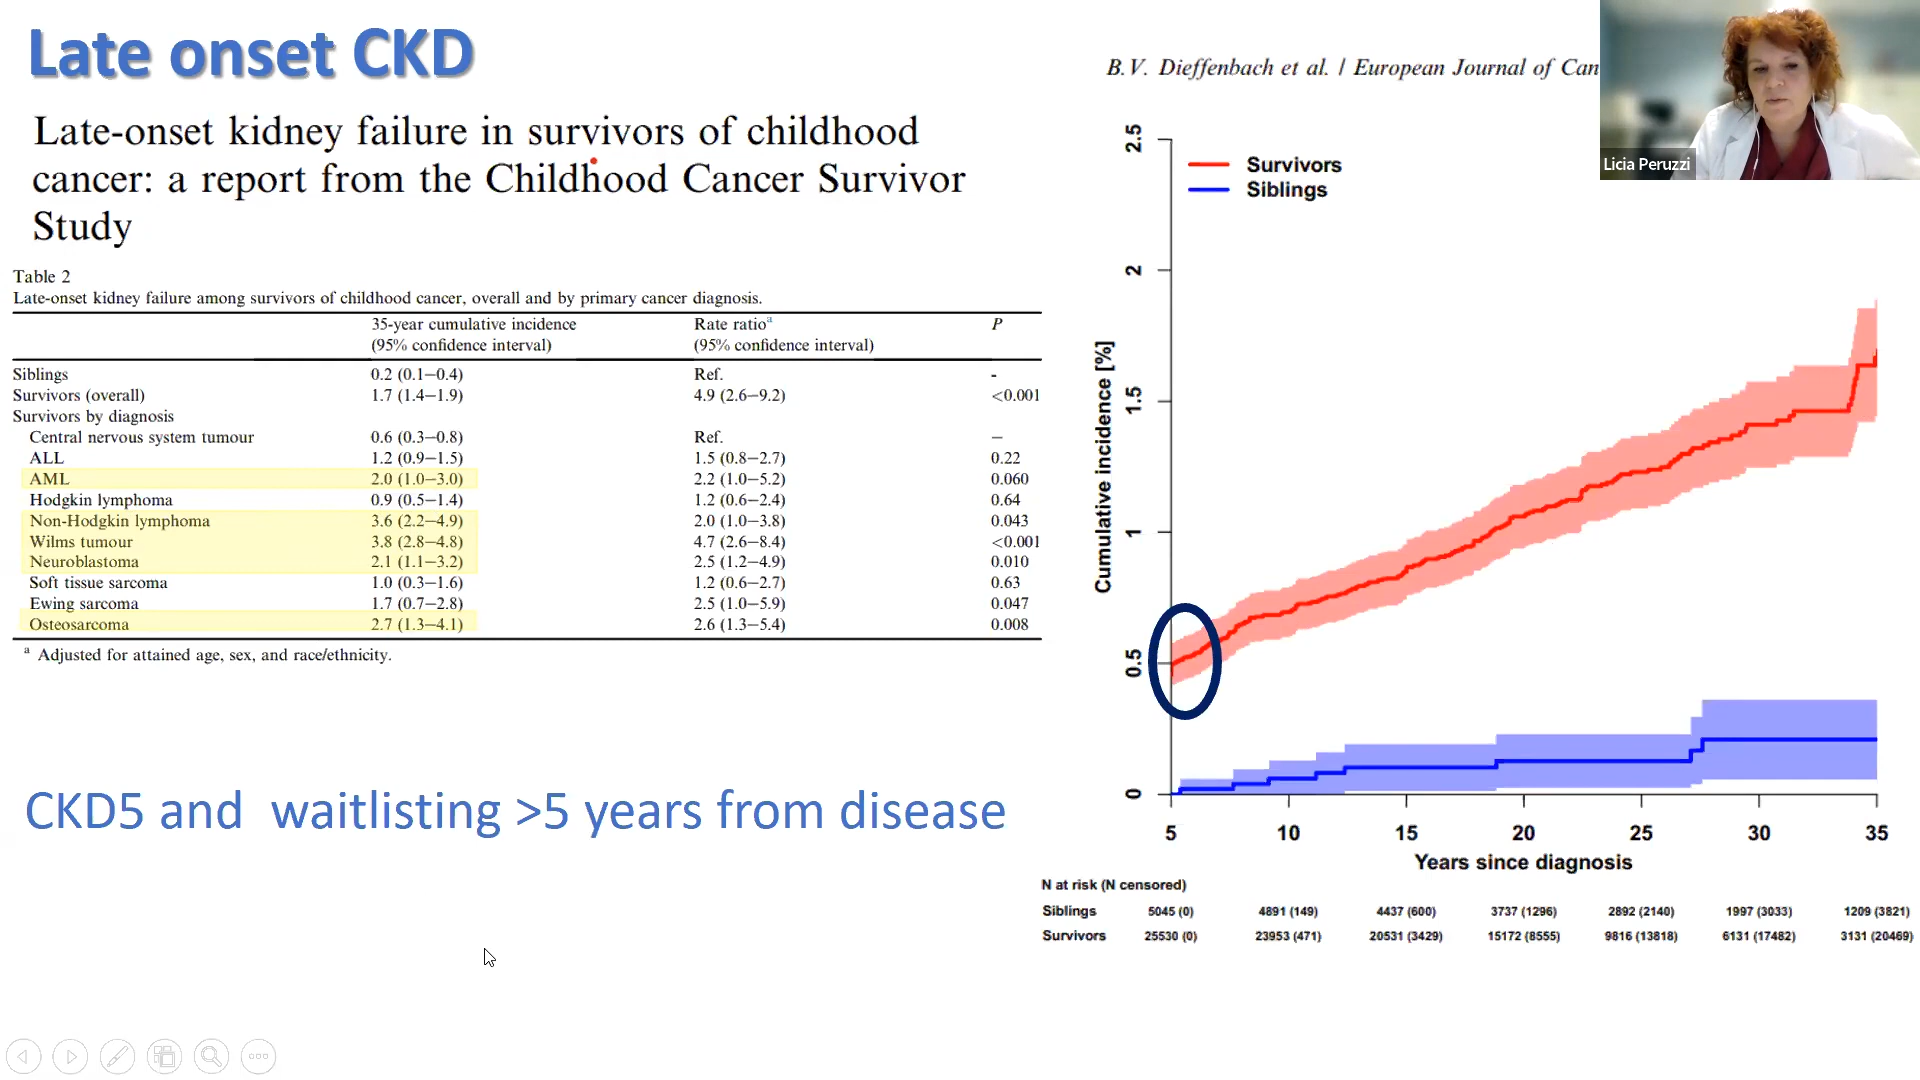 Late onset CKD
Late-onset kidney failure in survivors of childhood
cancer: a report from the Childhood Cancer Survivor
Study
Table 2
Late-onset kidney failure among survivors of childhood cancer, overall and by primary cancer diagnosis.
35-year cumulative incidence Rate ratioª P
(95% confidence interval) (95% confidence interval)
Siblings 0.2 (0.1–0.4) Ref. -
Survivors (overall) 1.7 (1.4–1.9) 4.9 (2.6–9.2) <0.001
Survivors by diagnosis
Central nervous system tumour 0.6 (0.3–0.8) Ref. –
ALL 1.2 (0.9–1.5) 1.5 (0.8–2.7) 0.22
AML 2.0 (1.0–3.0) 2.2 (1.0–5.2) 0.060
Hodgkin lymphoma 0.9 (0.5–1.4) 1.2 (0.6–2.4) 0.64
Non-Hodgkin lymphoma 3.6 (2.2–4.9) 2.0 (1.0–3.8) 0.043
Wilms tumour 3.8 (2.8–4.8) 4.7 (2.6–8.4) <0.001
Neuroblastoma 2.1 (1.1–3.2) 2.5 (1.2–4.9) 0.010
Soft tissue sarcoma 1.0 (0.3–1.6) 1.2 (0.6–2.7) 0.63
Ewing sarcoma 1.7 (0.7–2.8) 2.5 (1.0–5.9) 0.047
Osteosarcoma 2.7 (1.3–4.1) 2.6 (1.3–5.4) 0.008
ª Adjusted for attained age, sex, and race/ethnicity.
CKD5 and waitlisting >5 years from disease
B.V. Dieffenbach et al. / European Journal of Can
Licia Peruzzi
Survivors
Siblings
Cumulative incidence [%]
2.5
2
1.5
1
0.5
0
5 10 15 20 25 30 35
Years since diagnosis
N at risk (N censored)
Siblings 5045 (0) 4891 (149) 4437 (600) 3737 (1296) 2892 (2140) 1997 (3033) 1209 (3821)
Survivors 25530 (0) 23953 (471) 20531 (3429) 15172 (8555) 9816 (13818) 6131 (17482) 3131 (20469)